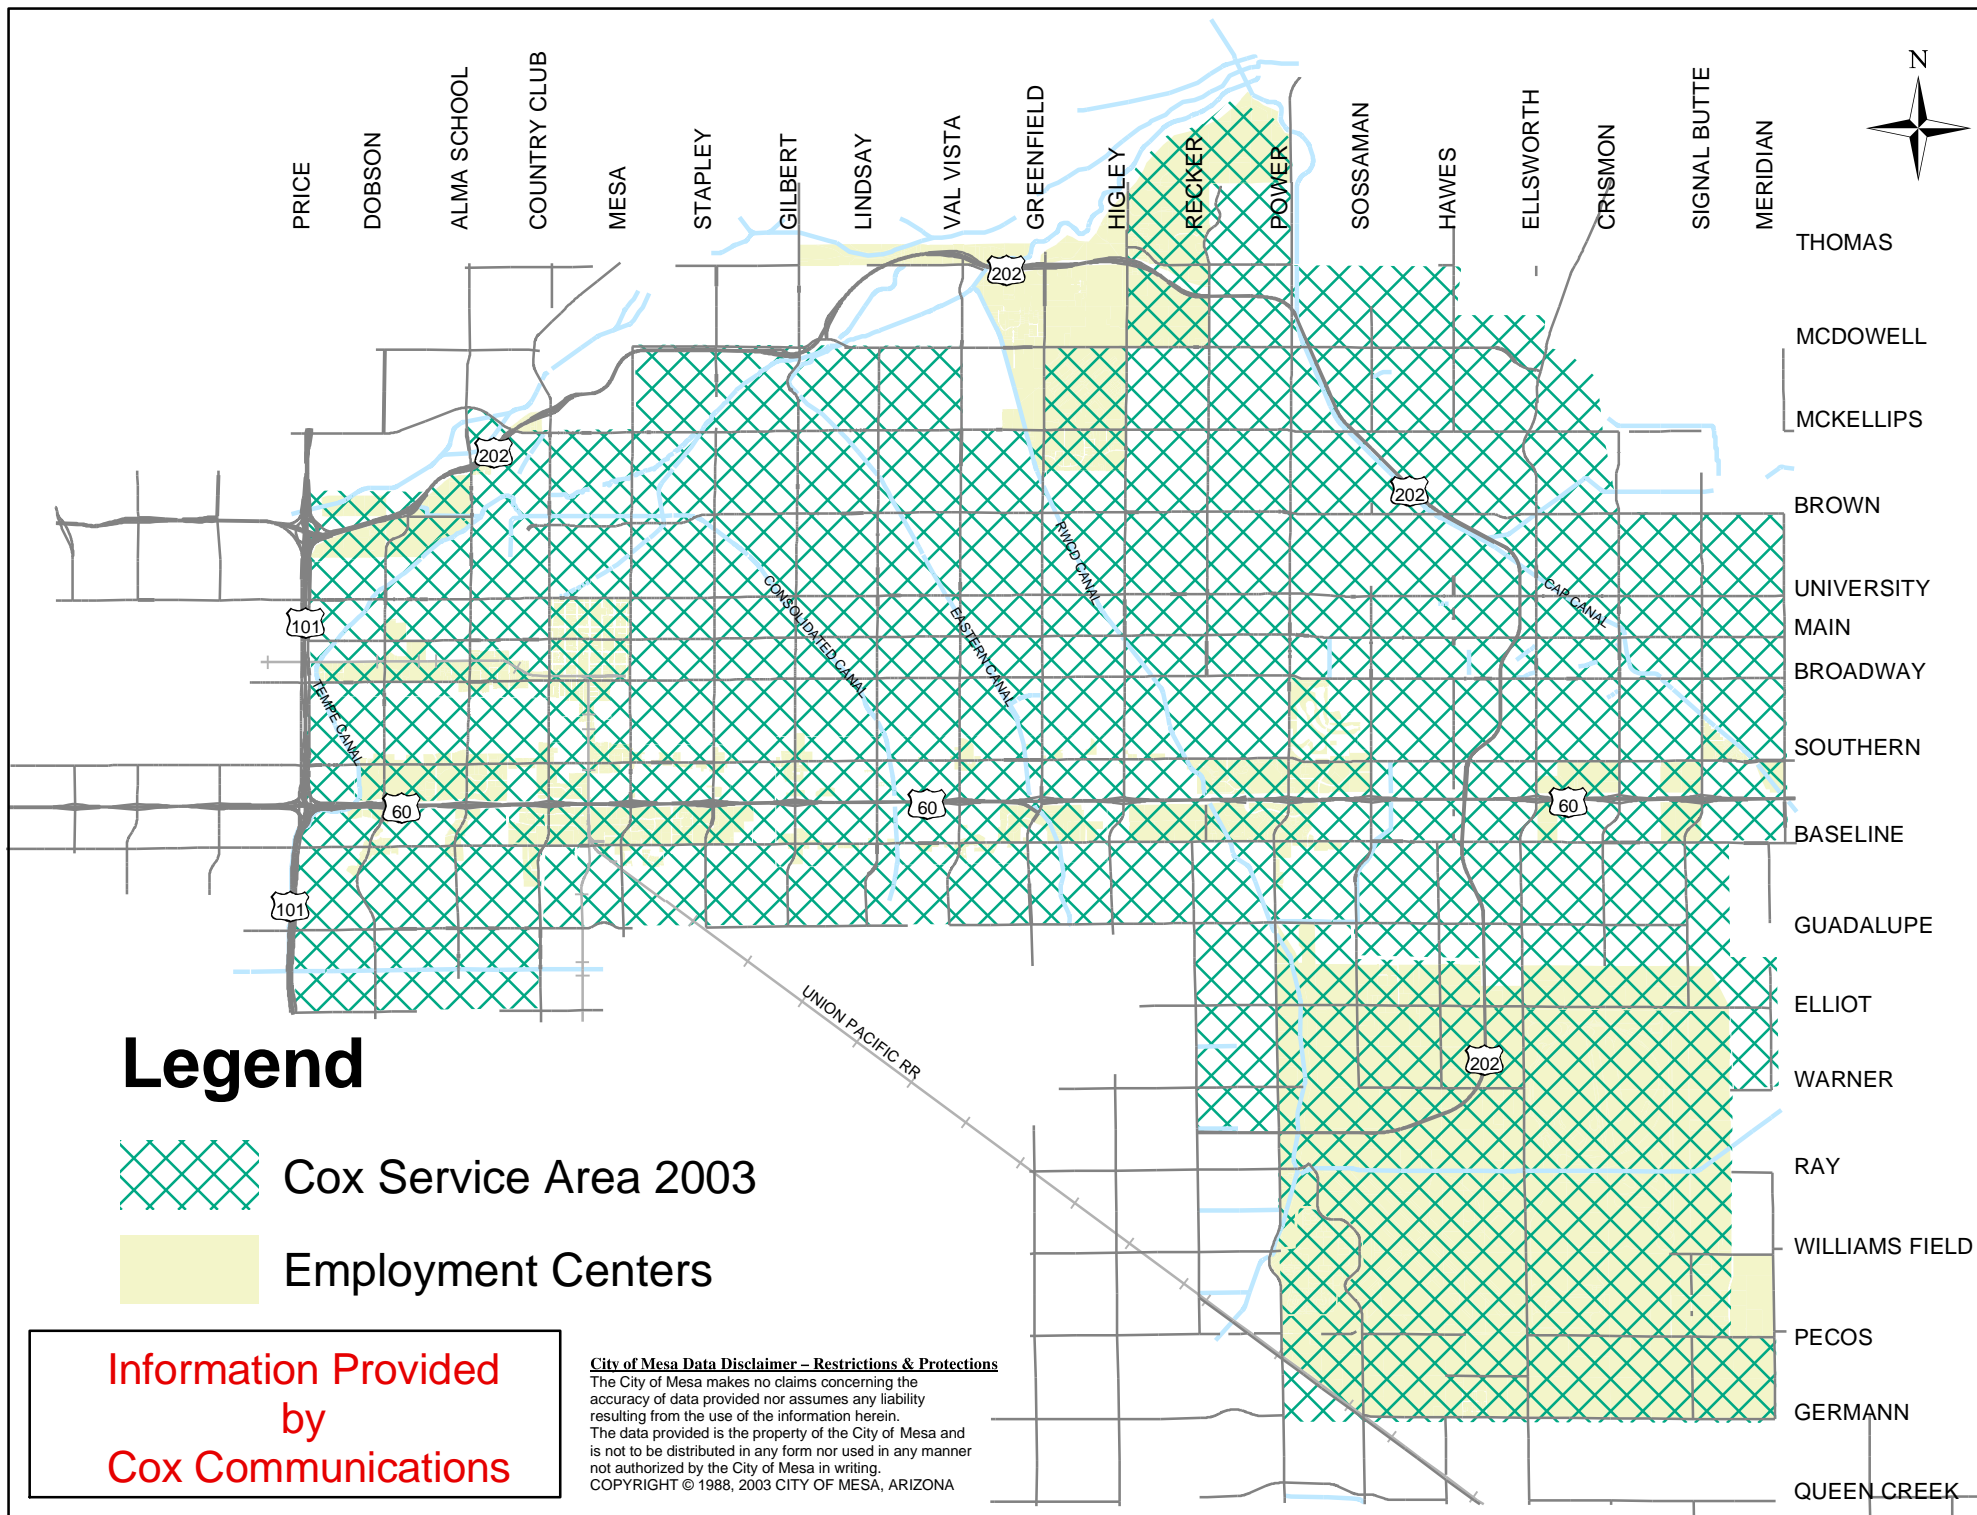 N
PRICE
DOBSON
ALMA SCHOOL
COUNTRY CLUB
MESA
STAPLEY
GILBERT
LINDSAY
VAL VISTA
GREENFIELD
HIGLEY
RECKER
POWER
SOSSAMAN
HAWES
ELLSWORTH
CRISMON
SIGNAL BUTTE
MERIDIAN
THOMAS
MCDOWELL
MCKELLIPS
BROWN
UNIVERSITY
MAIN
BROADWAY
SOUTHERN
BASELINE
GUADALUPE
ELLIOT
WARNER
RAY
WILLIAMS FIELD
PECOS
GERMANN
QUEEN CREEK
202
202
202
101
60
60
60
101
202
RWCD CANAL
CONSOLIDATED CANAL
EASTERN CANAL
CAP CANAL
TEMPE CANAL
UNION PACIFIC RR
Legend
Cox Service Area 2003
Employment Centers
Information Provided
by
Cox Communications
City of Mesa Data Disclaimer – Restrictions & Protections
The City of Mesa makes no claims concerning the
accuracy of data provided nor assumes any liability
resulting from the use of the information herein.
The data provided is the property of the City of Mesa and
is not to be distributed in any form nor used in any manner
not authorized by the City of Mesa in writing.
COPYRIGHT © 1988, 2003 CITY OF MESA, ARIZONA